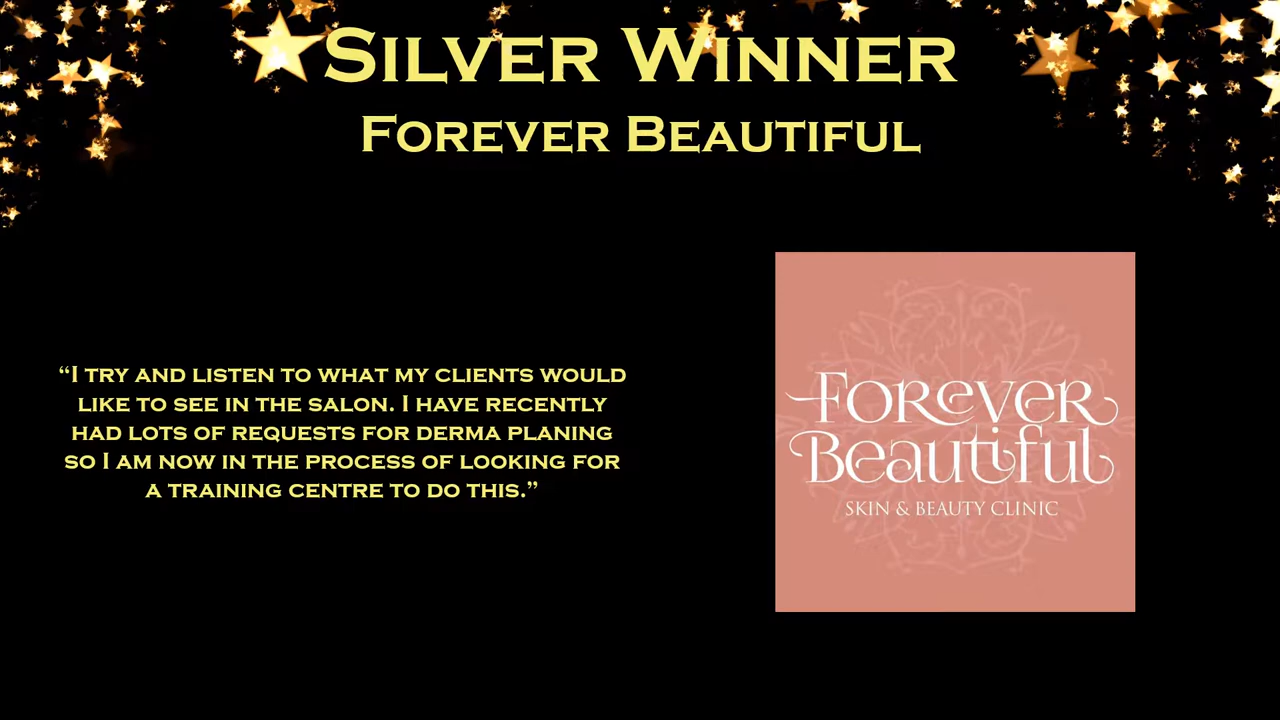 SILVER WINNER
FOREVER BEAUTIFUL
“I TRY AND LISTEN TO WHAT MY CLIENTS WOULD
LIKE TO SEE IN THE SALON. I HAVE RECENTLY
HAD LOTS OF REQUESTS FOR DERMA PLANING
SO I AM NOW IN THE PROCESS OF LOOKING FOR
A TRAINING CENTRE TO DO THIS.”
Forever
Beautiful
SKIN & BEAUTY CLINIC